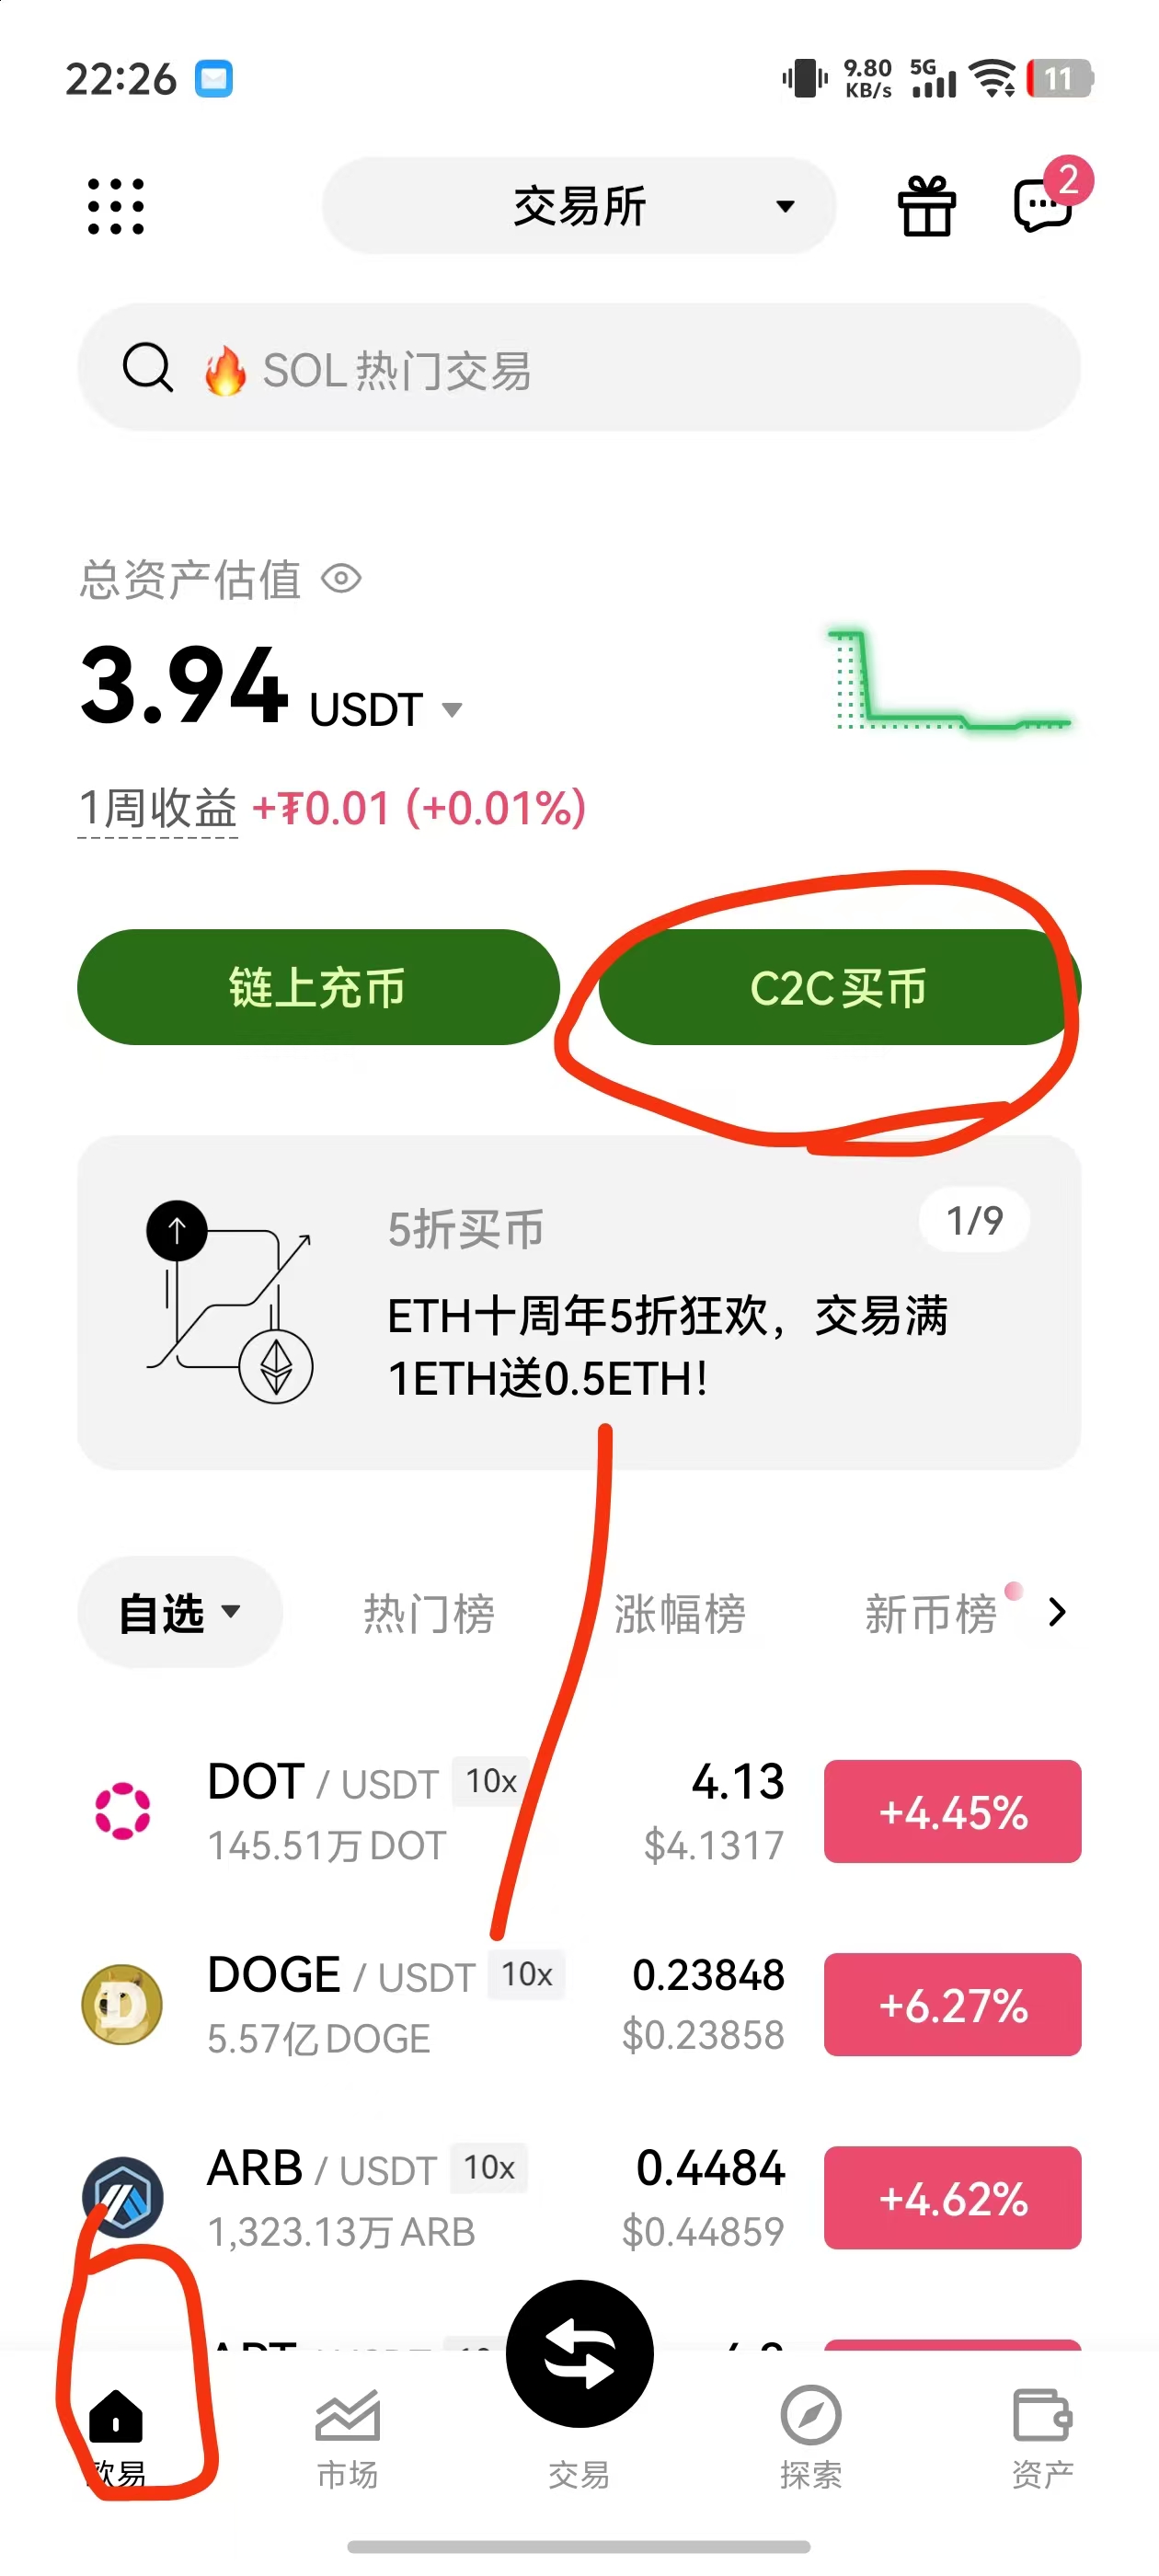 22:26
9.80 KB/s 5G 11
交易所
2
SOL热门交易
总资产估值
3.94 USDT
1周收益 +₮0.01 (+0.01%)
链上充币 C2C买币
5折买币 1/9
ETH十周年5折狂欢，交易满
1ETH送0.5ETH！
自选 热门榜 涨幅榜 新币榜
DOT / USDT 10x 4.13 +4.45%
145.51万 DOT $4.1317
DOGE / USDT 10x 0.23848 +6.27%
5.57亿 DOGE $0.23858
ARB / USDT 10x 0.4484 +4.62%
1,323.13万 ARB $0.44859
欧易 市场 交易 探索 资产